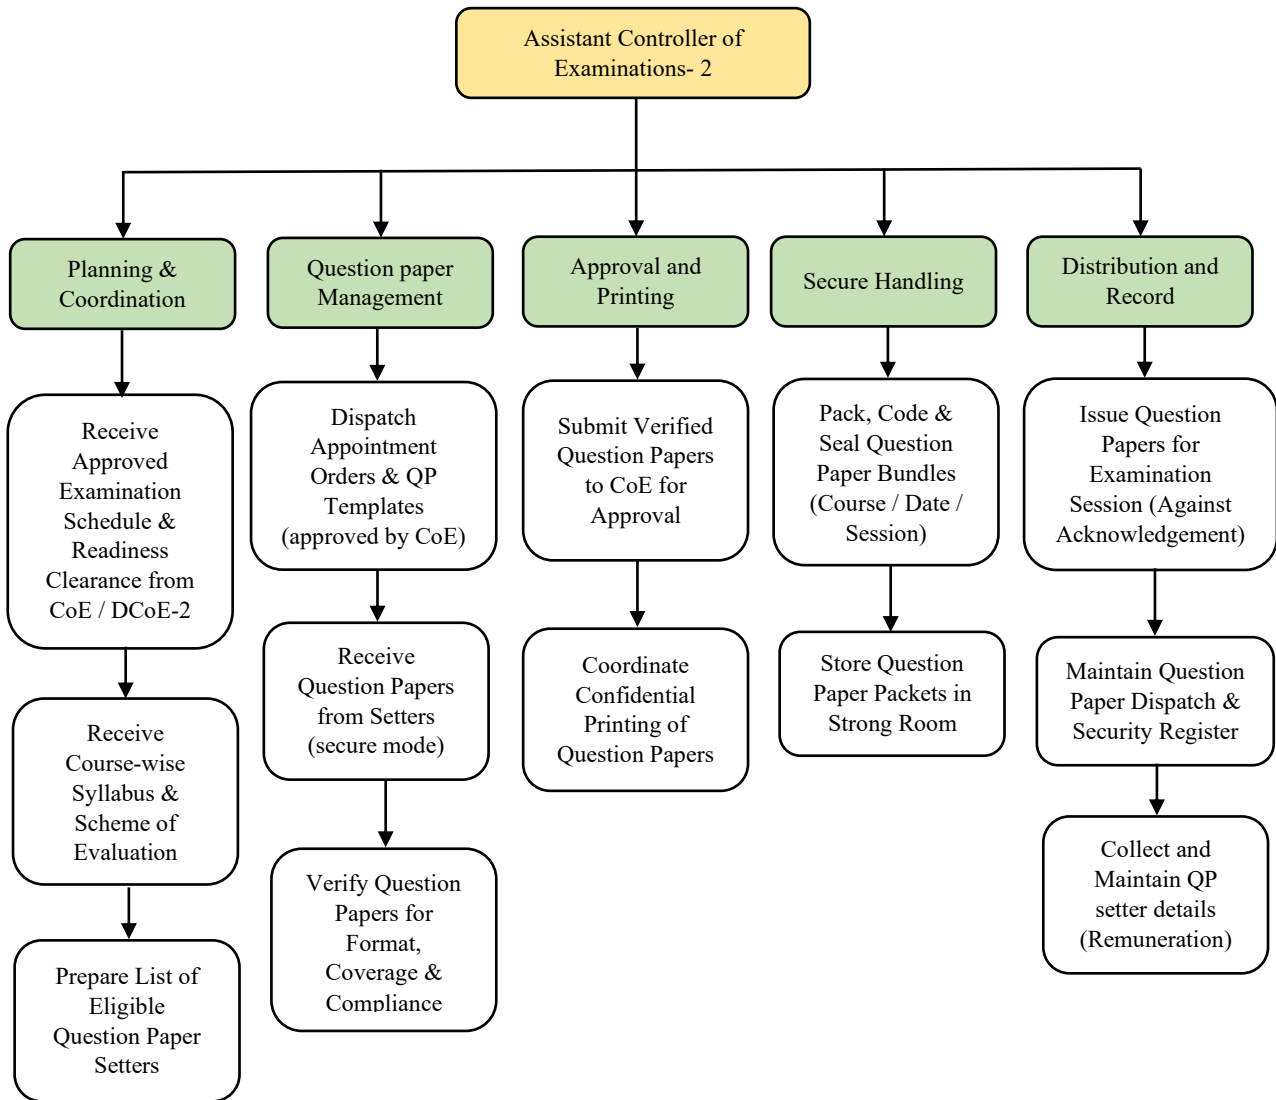 Assistant Controller of
Examinations- 2
Planning &
Coordination
Question paper
Management
Approval and
Printing
Secure Handling
Distribution and
Record
Receive
Approved
Examination
Schedule &
Readiness
Clearance from
CoE / DCoE-2
Receive
Course-wise
Syllabus &
Scheme of
Evaluation
Prepare List of
Eligible
Question Paper
Setters
Dispatch
Appointment
Orders & QP
Templates
(approved by CoE)
Receive
Question Papers
from Setters
(secure mode)
Verify Question
Papers for
Format,
Coverage &
Compliance
Submit Verified
Question Papers
to CoE for
Approval
Coordinate
Confidential
Printing of
Question Papers
Pack, Code &
Seal Question
Paper Bundles
(Course / Date /
Session)
Store Question
Paper Packets in
Strong Room
Issue Question
Papers for
Examination
Session (Against
Acknowledgement)
Maintain Question
Paper Dispatch &
Security Register
Collect and
Maintain QP
setter details
(Remuneration)